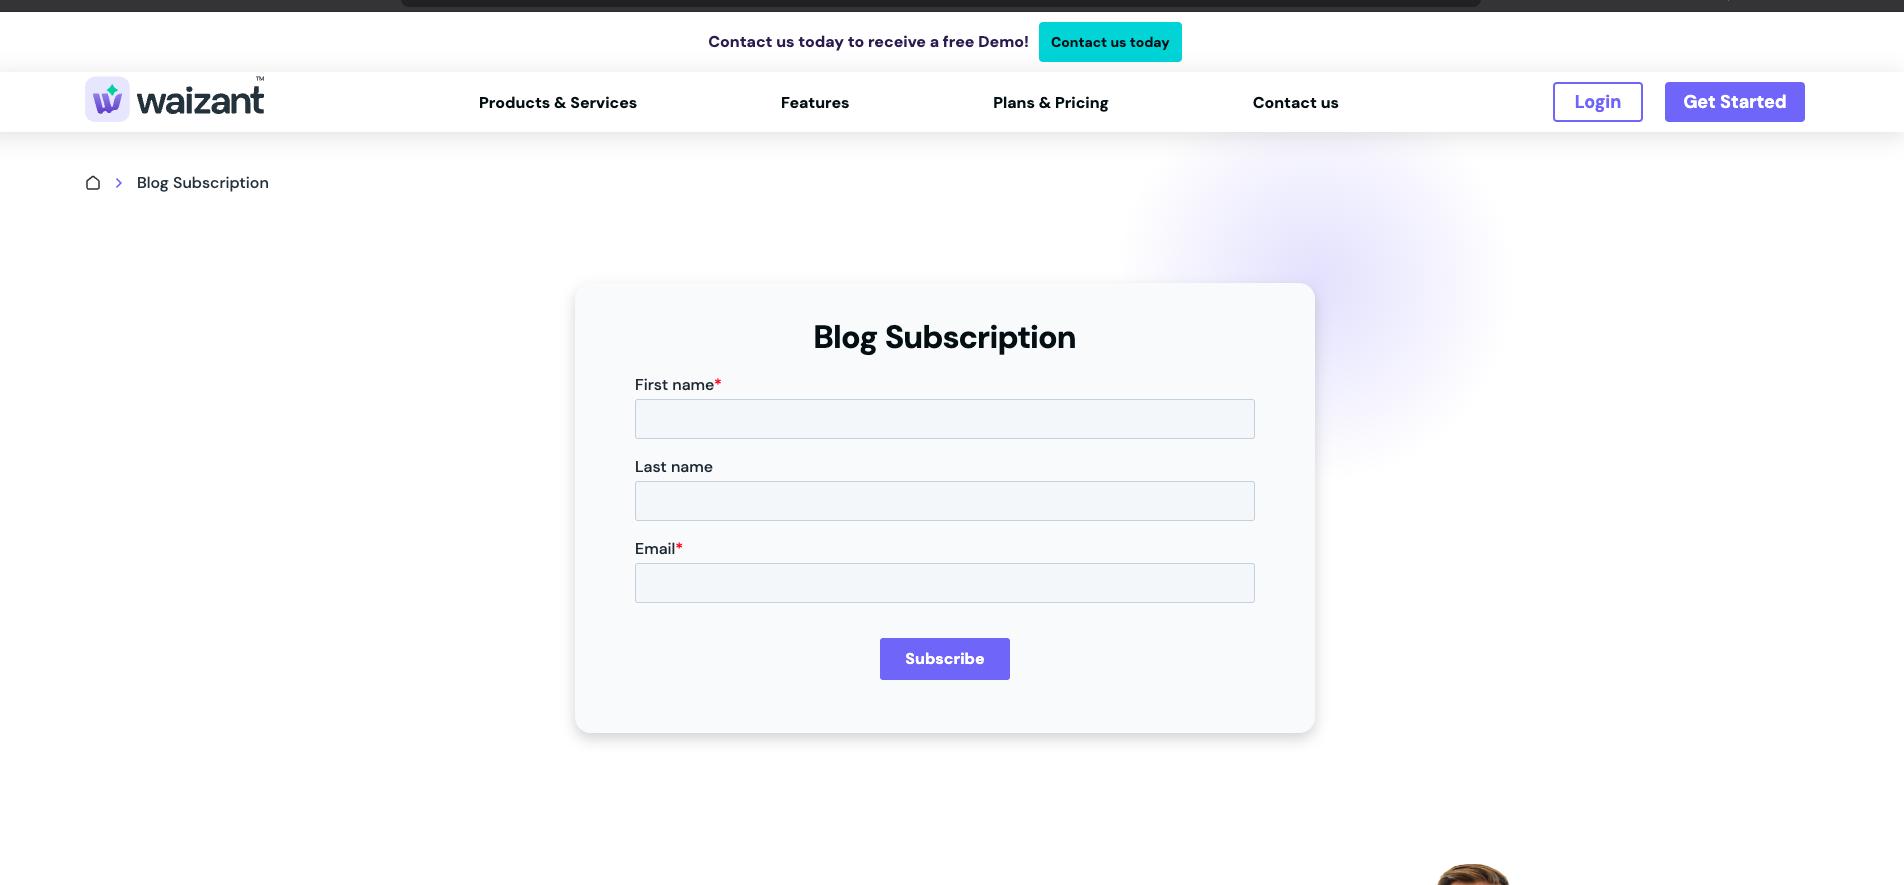 Contact us today to receive a free Demo!
Contact us today
waizant™
Products & Services
Features
Plans & Pricing
Contact us
Login
Get Started
Blog Subscription
Blog Subscription
First name*
Last name
Email*
Subscribe